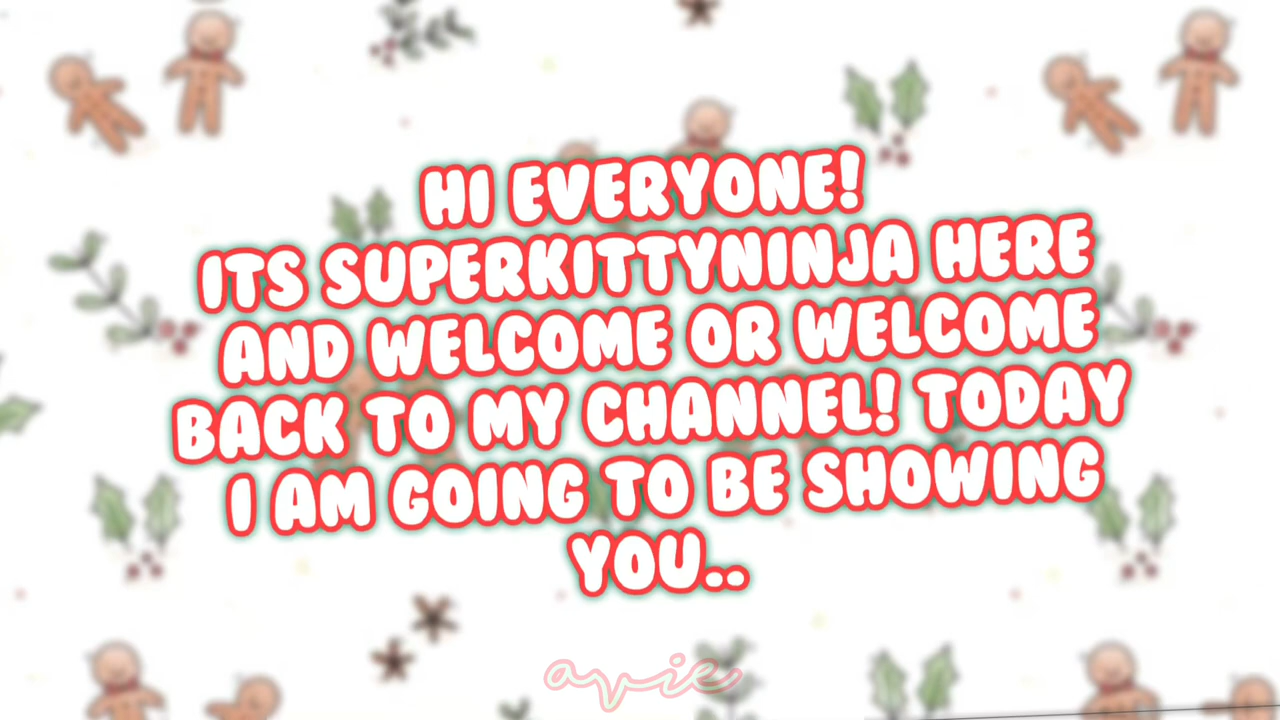 HI EVERYONE!
ITS SUPERKITTYNINJA HERE
AND WELCOME OR WELCOME
BACK TO MY CHANNEL! TODAY
I AM GOING TO BE SHOWING
YOU..
avie